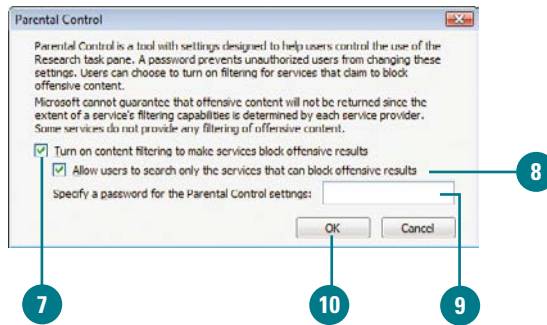 Parental Control
Parental Control is a tool with settings designed to help users control the use of the
Research task pane. A password prevents unauthorized users from changing these
settings. Users can choose to turn on filtering for services that claim to block
offensive content.
Microsoft cannot guarantee that offensive content will not be returned since the
extent of a service's filtering capabilities is determined by each service provider.
Some services do not provide any filtering of offensive content.
Turn on content filtering to make services block offensive results
Allow users to search only the services that can block offensive results
8
Specify a password for the Parental Control settings:
OK Cancel
7 10 9